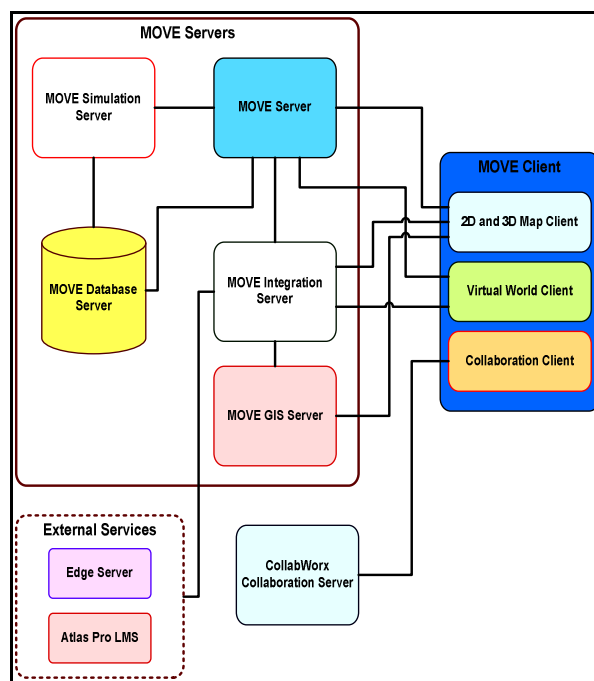 MOVE Servers
MOVE Simulation
Server
MOVE Server
MOVE Client
2D and 3D Map Client
MOVE Database
Server
MOVE Integration
Server
Virtual World Client
Collaboration Client
MOVE GIS Server
External Services
Edge Server
Atlas Pro LMS
CollabWorx
Collaboration Server